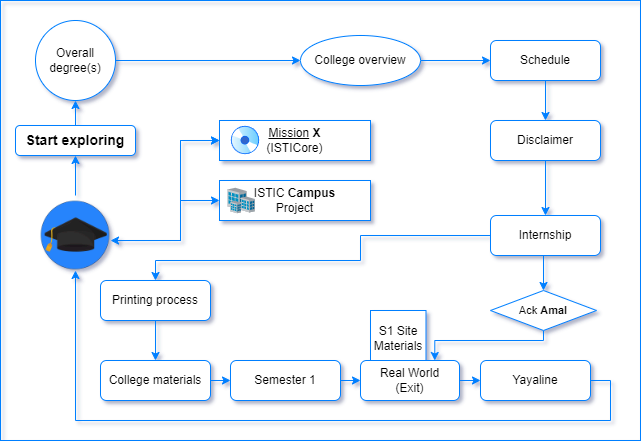 Overall
degree(s)
College overview
Schedule
Start exploring
Mission X
(ISTICore)
Disclaimer
ISTIC Campus
Project
Internship
Printing process
Ack Amal
S1 Site
Materials
College materials
Semester 1
Real World
(Exit)
Yayaline